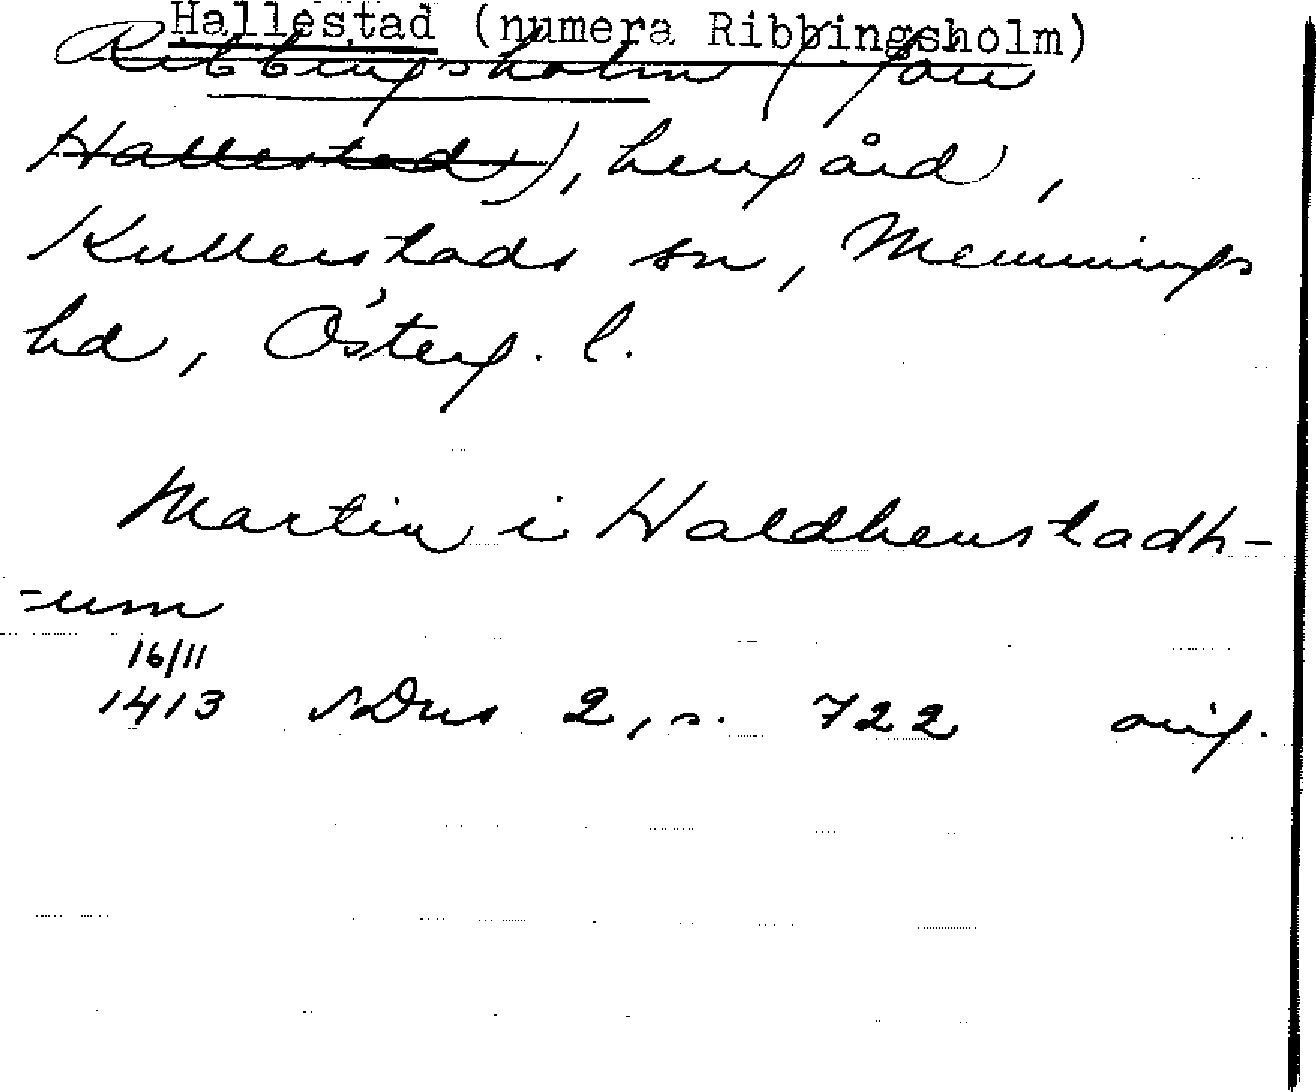 Hallestad (numera Ribbingsholm)
Ribbingsholm (förr
Hallestad), herrgård,
Kullerstads sn, Memmings
hd, Österg. l.
Martin i Haldhenstadh-
-um
16/11
1413 SDns 2, s. 722 orig.